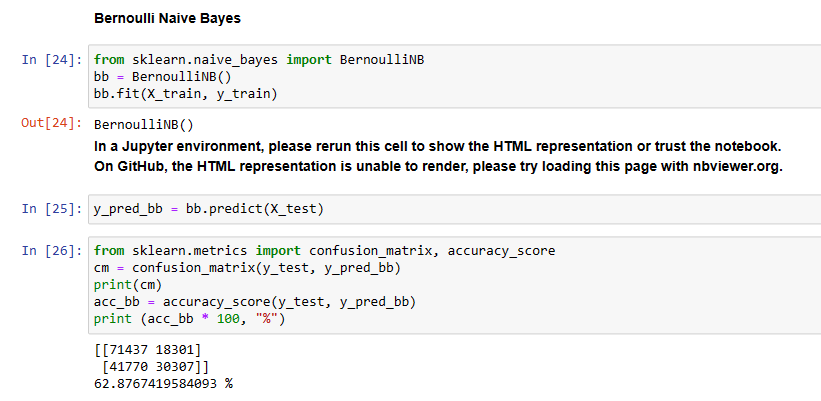 Bernoulli Naive Bayes
In [24]: from sklearn.naive_bayes import BernoulliNB
bb = BernoulliNB()
bb.fit(X_train, y_train)
Out[24]: BernoulliNB()
In a Jupyter environment, please rerun this cell to show the HTML representation or trust the notebook.
On GitHub, the HTML representation is unable to render, please try loading this page with nbviewer.org.
In [25]: y_pred_bb = bb.predict(X_test)
In [26]: from sklearn.metrics import confusion_matrix, accuracy_score
cm = confusion_matrix(y_test, y_pred_bb)
print(cm)
acc_bb = accuracy_score(y_test, y_pred_bb)
print (acc_bb * 100, "%")
[[71437 18301]
[41770 30307]]
62.8767419584093 %